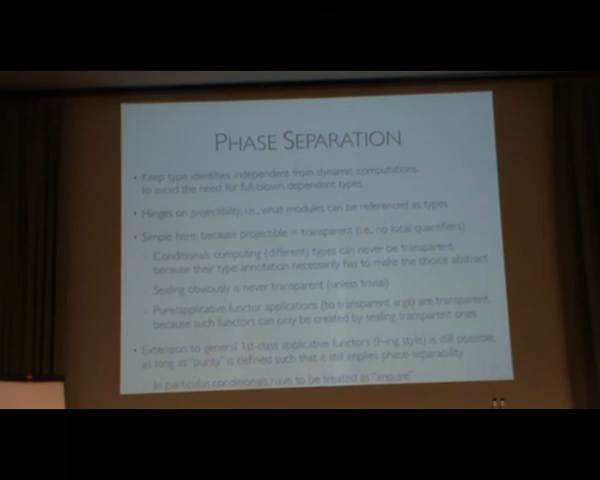 PHASE SEPARATION
• Keep type identities independent from dynamic computations,
to avoid the need for full-blown dependent types
• Hinges on projectibility, i.e., what modules can be referenced as types
• Simple here, because projectible = transparent (i.e., no local quantifiers)
Conditionals computing (different) types can never be transparent,
because their type annotation necessarily has to make the choice abstract
Sealing obviously is never transparent (unless trivial)
Pure/applicative functor applications (to transparent args) are transparent,
because such functors can only be created by sealing transparent ones
• Extension to general 1st-class applicative functors (F-ing style) is still possible,
as long as "purity" is defined such that it still implies phase-separability
In particular, conditionals have to be treated as "impure"